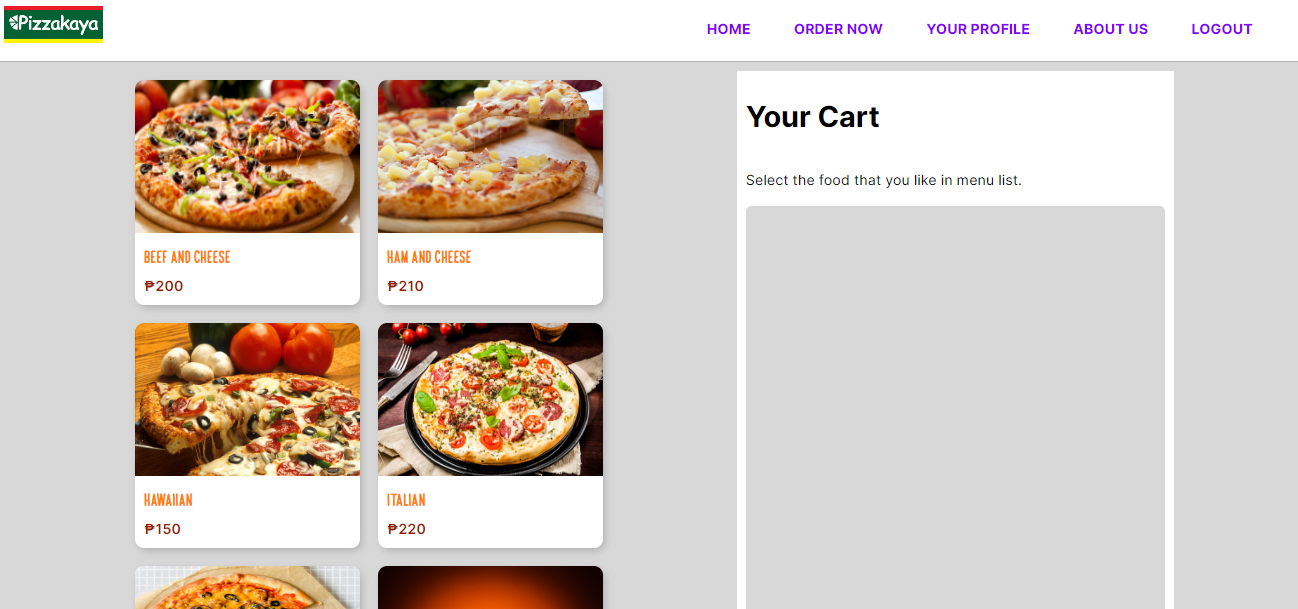 Pizzakaya
HOME ORDER NOW YOUR PROFILE ABOUT US LOGOUT
BEEF AND CHEESE
₱200
HAM AND CHEESE
₱210
HAWAIIAN
₱150
ITALIAN
₱220
Your Cart
Select the food that you like in menu list.